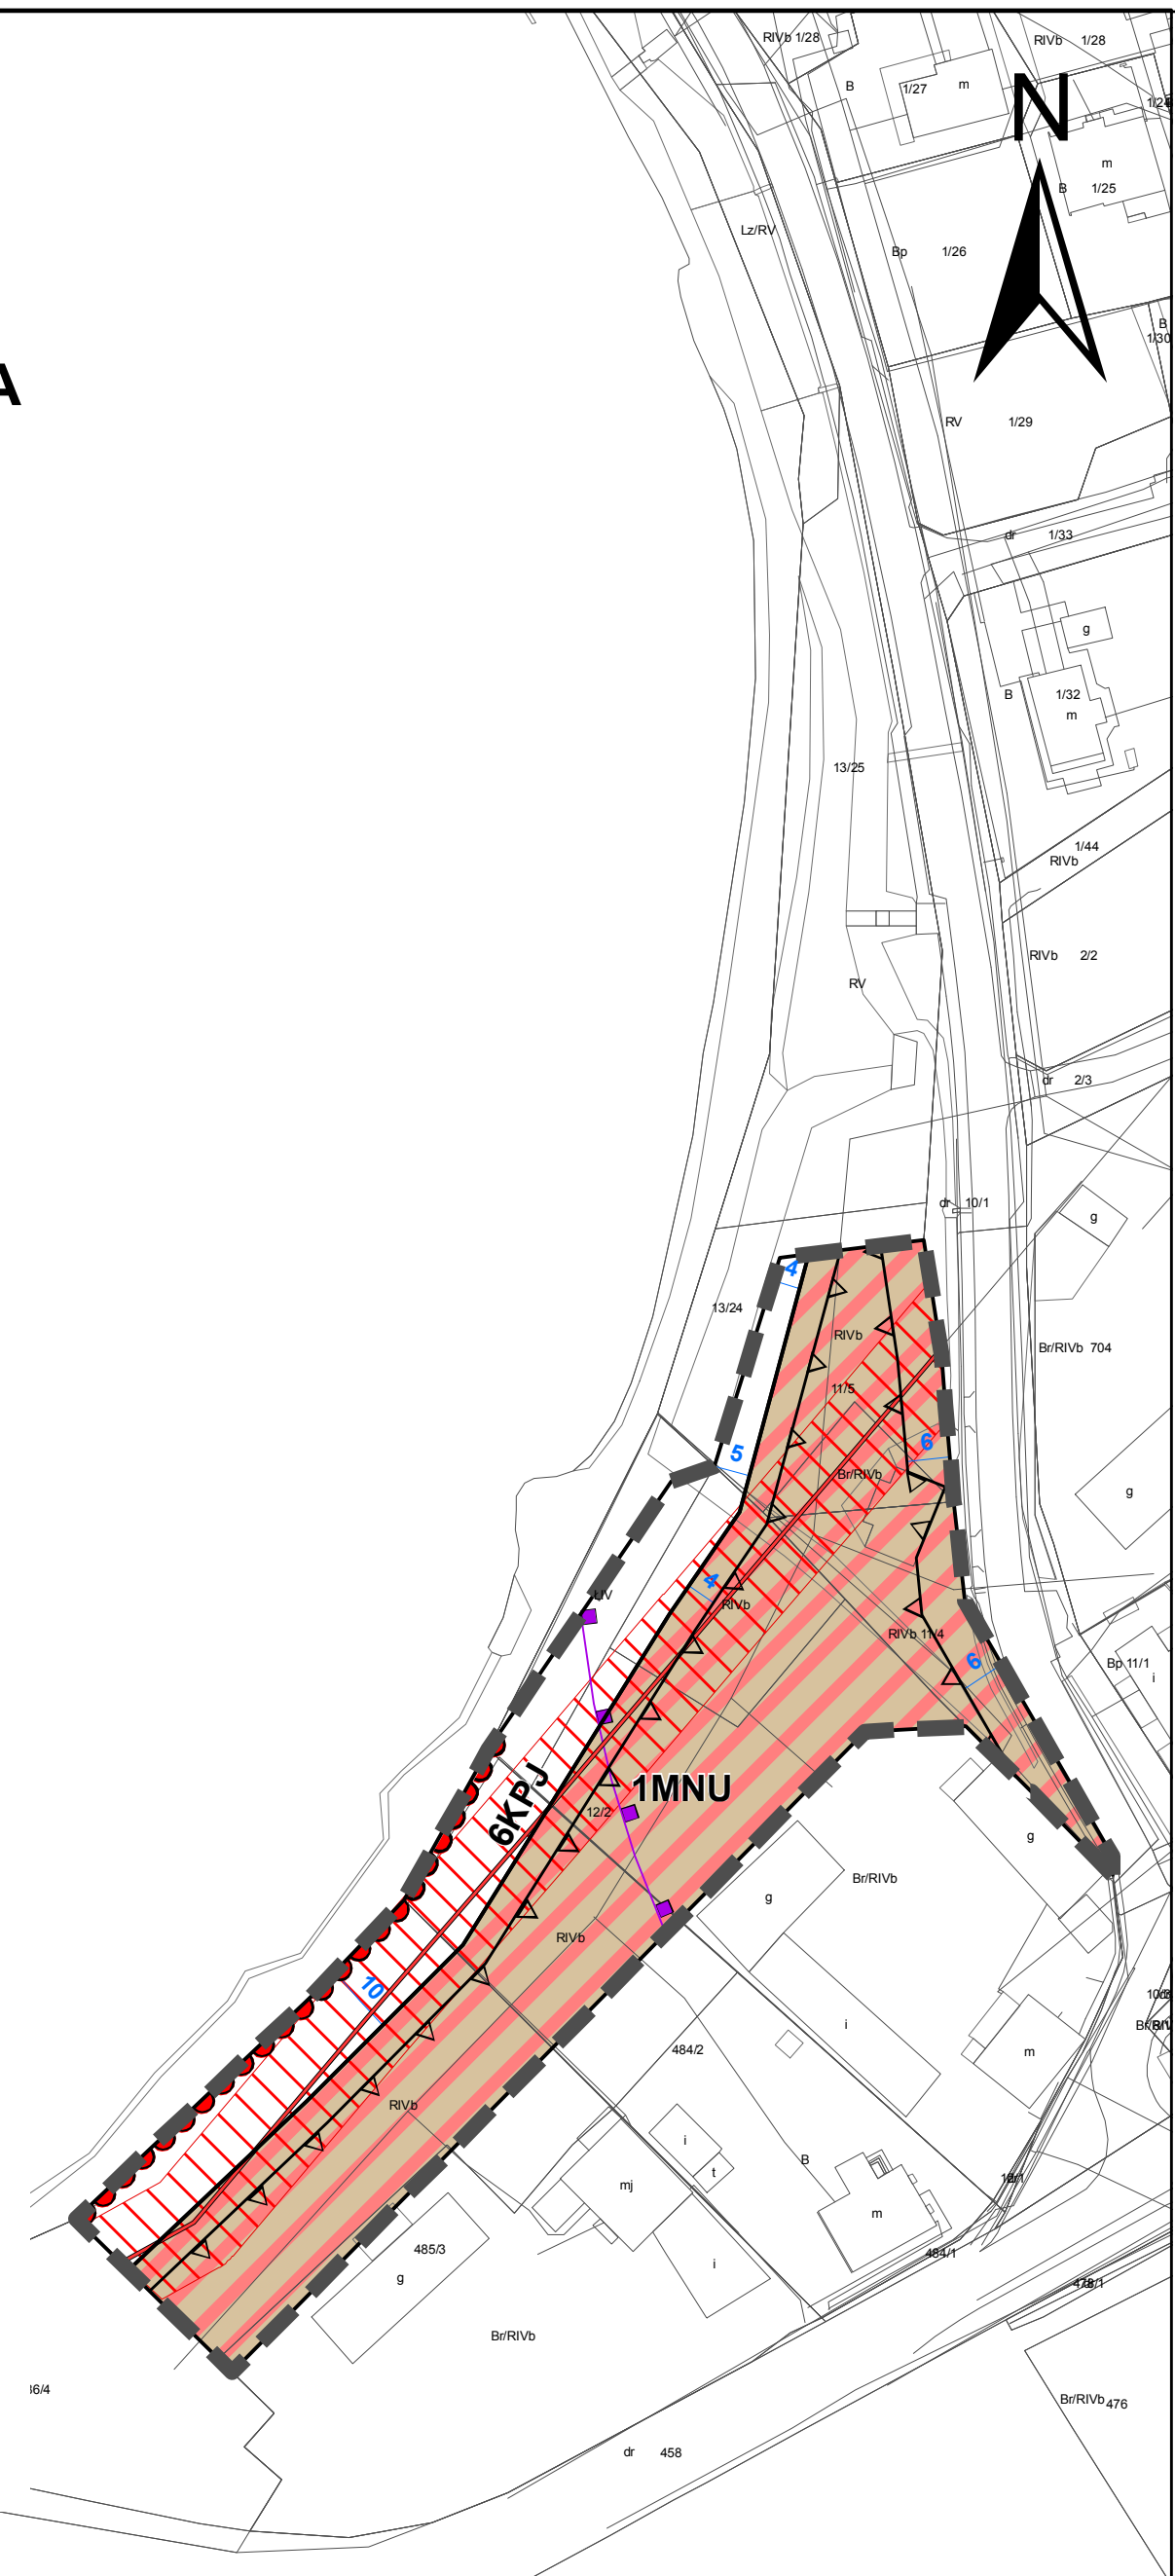 RIVb 1/28
RIVb 1/28
B 1/27 m
N
m
B 1/25
Lz/RV
Bp 1/26
B
1/30
A
RV 1/29
dr 1/33
g
B 1/32
m
13/25
1/44
RIVb
RIVb 2/2
RV
dr 2/3
dr 10/1
g
4
13/24
RIVb
Br/RIVb 704
11/5
6
5
Br/RIVb
g
4
RIVb
RIVb 11/4
6
Bp 11/1
i
1MNU
6KPJ
12/2
g
g
Br/RIVb
RIVb
10
i
m
484/2
RIVb
i
t
B
mj
m
485/3
484/1
g
i
Br/RIVb
Br/RIVb 476
dr 458